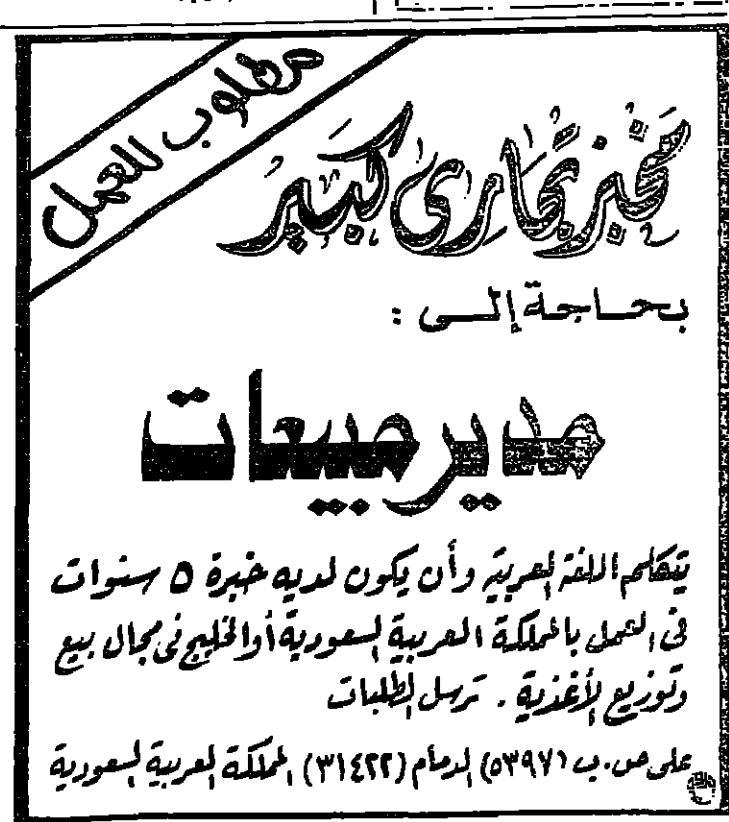 مطلوب للعمل
مخبز تجاري كبير
بحاجة إلى :
مدير مبيعات
يتكلم اللغة العربية وأن يكون لديه خبرة ٥ سنوات
في العمل بالمملكة العربية السعودية أو الخليج في مجال بيع
وتوزيع الأغذية . ترسل الطلبات
على ص . ب (٥٣٩٧١) الدمام (٣١٤٢٢) المملكة العربية السعودية